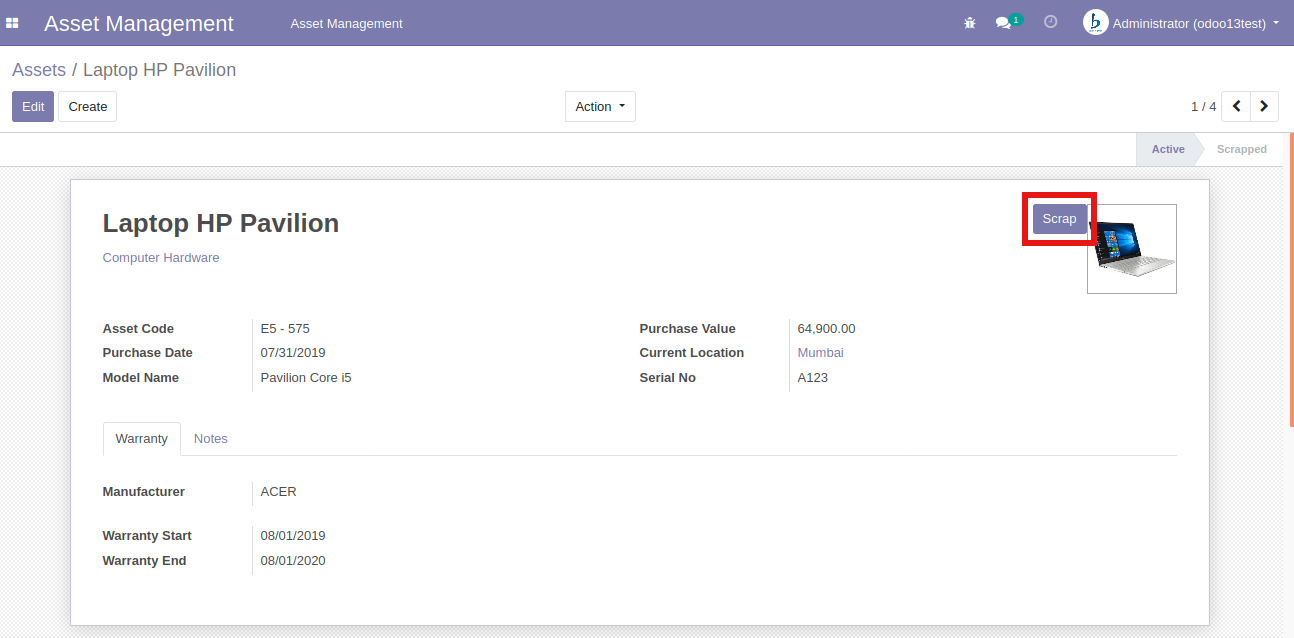 Asset Management Asset Management 1 Administrator (odoo13test)
Assets / Laptop HP Pavilion
Edit Create Action 1 / 4
Active Scrapped
Laptop HP Pavilion Scrap
Computer Hardware
Asset Code E5 - 575 Purchase Value 64,900.00
Purchase Date 07/31/2019 Current Location Mumbai
Model Name Pavilion Core i5 Serial No A123
Warranty Notes
Manufacturer ACER
Warranty Start 08/01/2019
Warranty End 08/01/2020